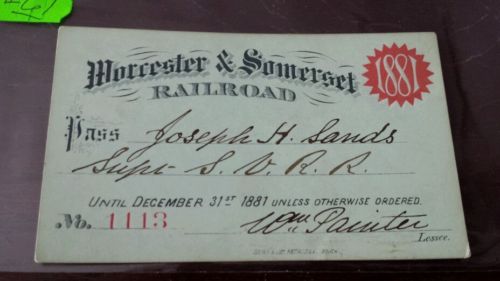 Worcester & Somerset
1881
RAILROAD
Pass Joseph H. Sands
Supt S. V. R. R.
UNTIL DECEMBER 31ST 1881 UNLESS OTHERWISE ORDERED.
No. 1113
Wm Painter
Lessee.